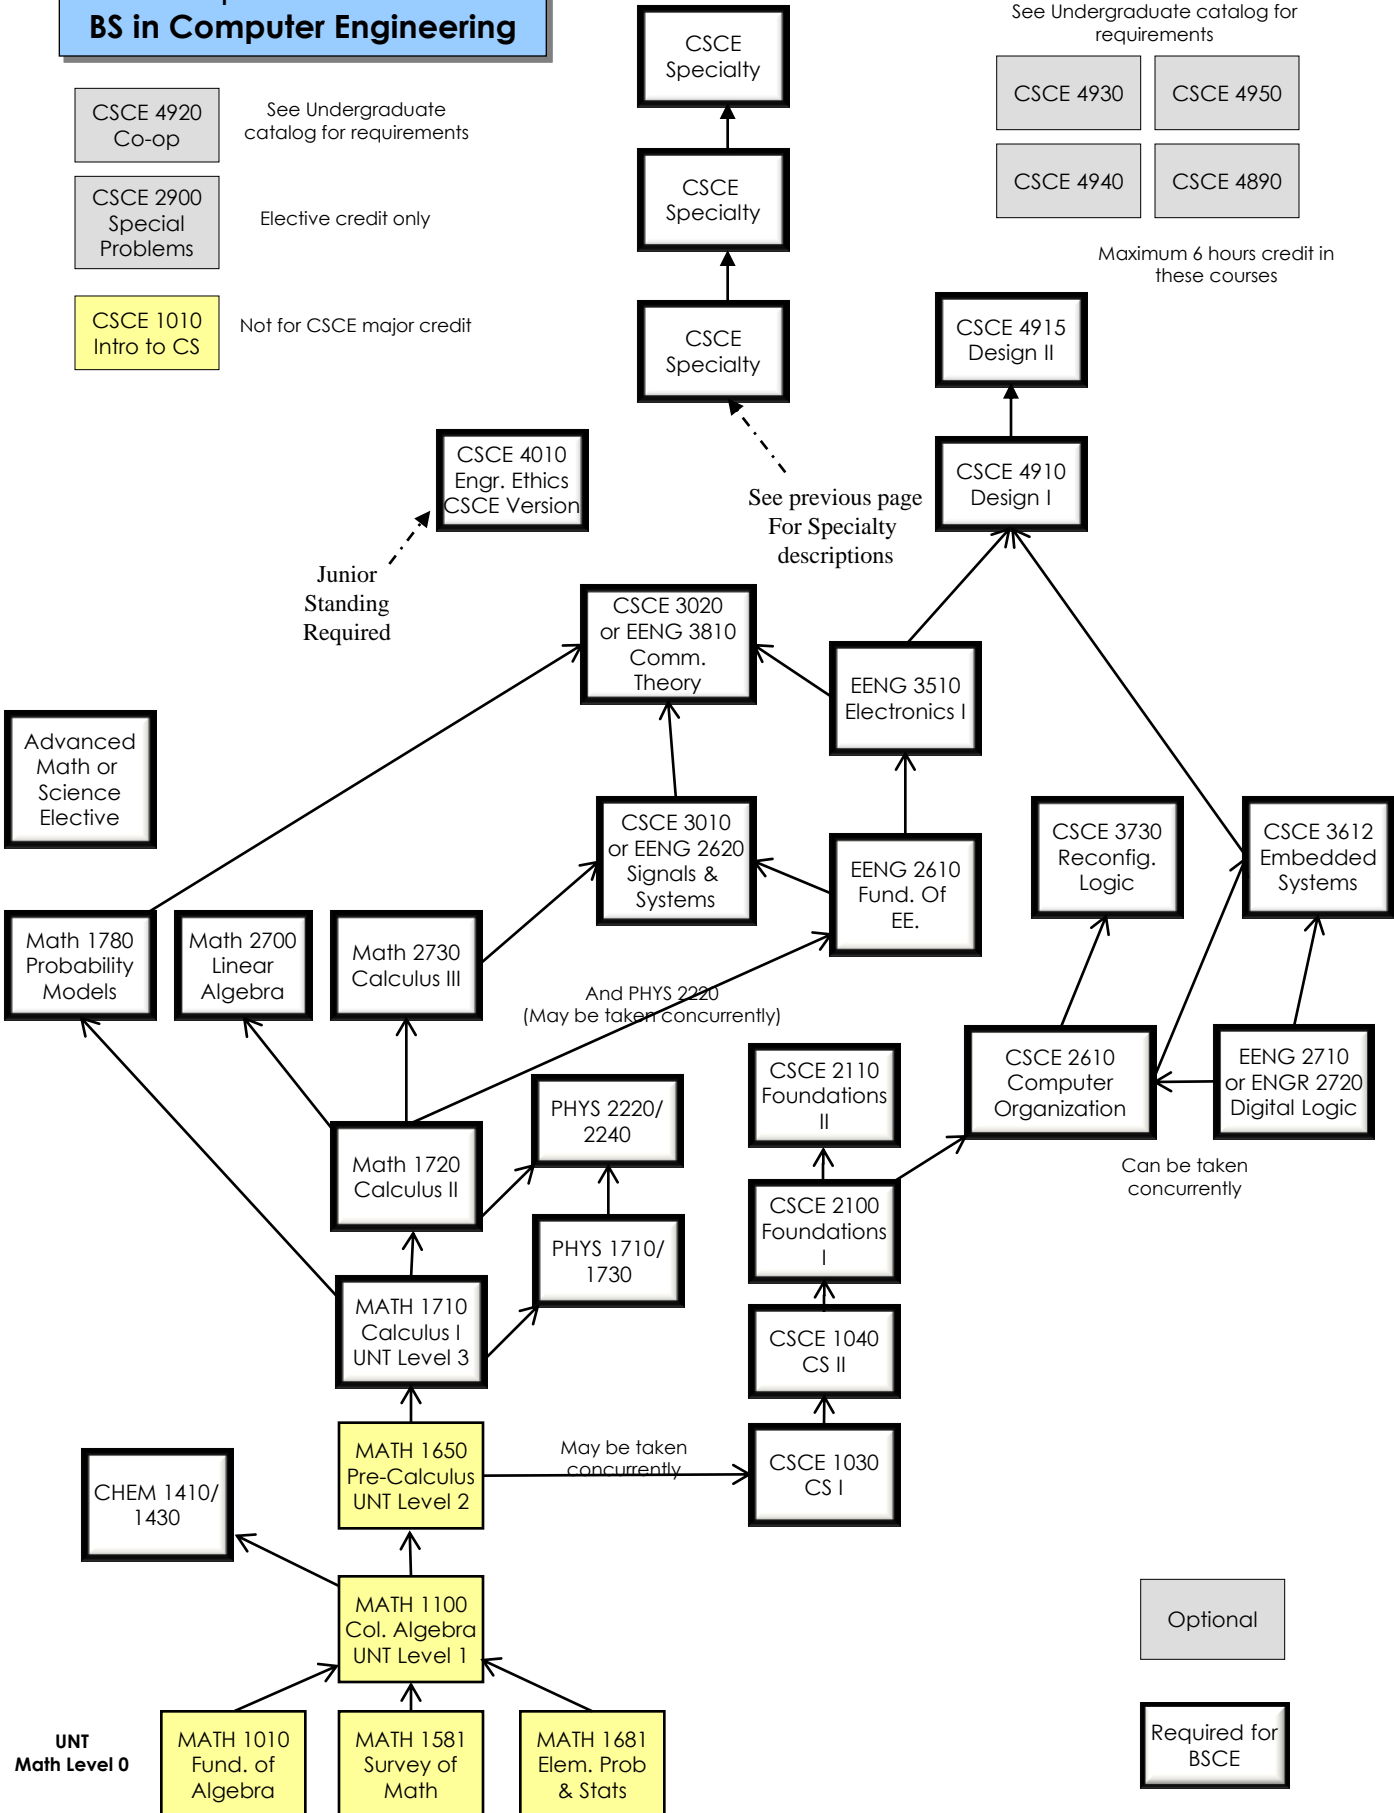 BS in Computer Engineering
CSCE 4920
Co-op
See Undergraduate
catalog for requirements
CSCE 2900
Special
Problems
Elective credit only
CSCE 1010
Intro to CS
Not for CSCE major credit
CSCE
Specialty
CSCE
Specialty
CSCE
Specialty
See Undergraduate catalog for
requirements
CSCE 4930
CSCE 4950
CSCE 4940
CSCE 4890
Maximum 6 hours credit in
these courses
CSCE 4915
Design II
CSCE 4910
Design I
CSCE 4010
Engr. Ethics
CSCE Version
See previous page
For Specialty
descriptions
Junior
Standing
Required
CSCE 3020
or EENG 3810
Comm.
Theory
EENG 3510
Electronics I
Advanced
Math or
Science
Elective
CSCE 3010
or EENG 2620
Signals &
Systems
EENG 2610
Fund. Of
EE.
CSCE 3730
Reconfig.
Logic
CSCE 3612
Embedded
Systems
Math 1780
Probability
Models
Math 2700
Linear
Algebra
Math 2730
Calculus III
And PHYS 2220
(May be taken concurrently)
CSCE 2110
Foundations
II
CSCE 2610
Computer
Organization
EENG 2710
or ENGR 2720
Digital Logic
PHYS 2220/
2240
Math 1720
Calculus II
Can be taken
concurrently
CSCE 2100
Foundations
I
PHYS 1710/
1730
MATH 1710
Calculus I
UNT Level 3
CSCE 1040
CS II
MATH 1650
Pre-Calculus
UNT Level 2
May be taken
concurrently
CSCE 1030
CS I
CHEM 1410/
1430
MATH 1100
Col. Algebra
UNT Level 1
Optional
UNT
Math Level 0
MATH 1010
Fund. of
Algebra
MATH 1581
Survey of
Math
MATH 1681
Elem. Prob
& Stats
Required for
BSCE